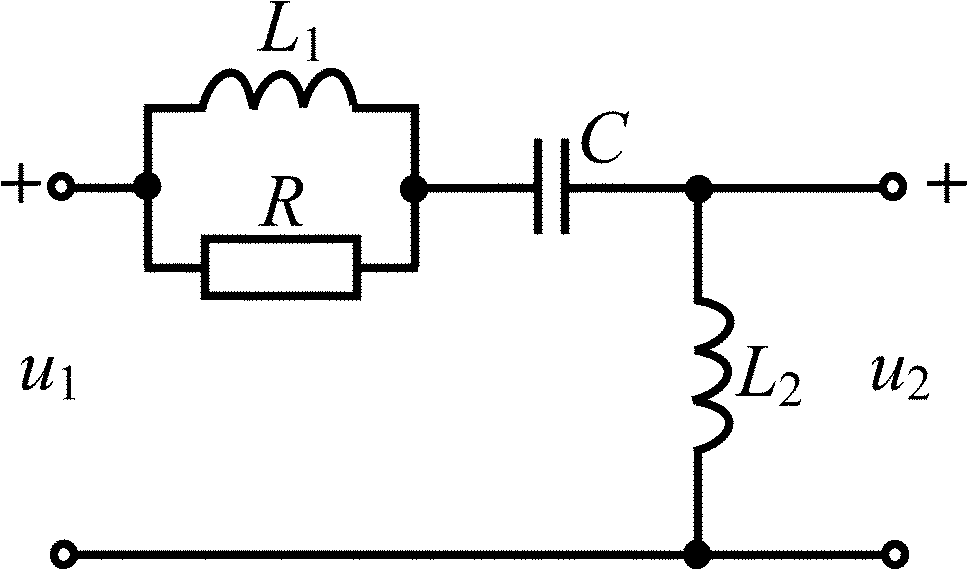 L₁
C
+
R
+
u₁
L₂
u₂